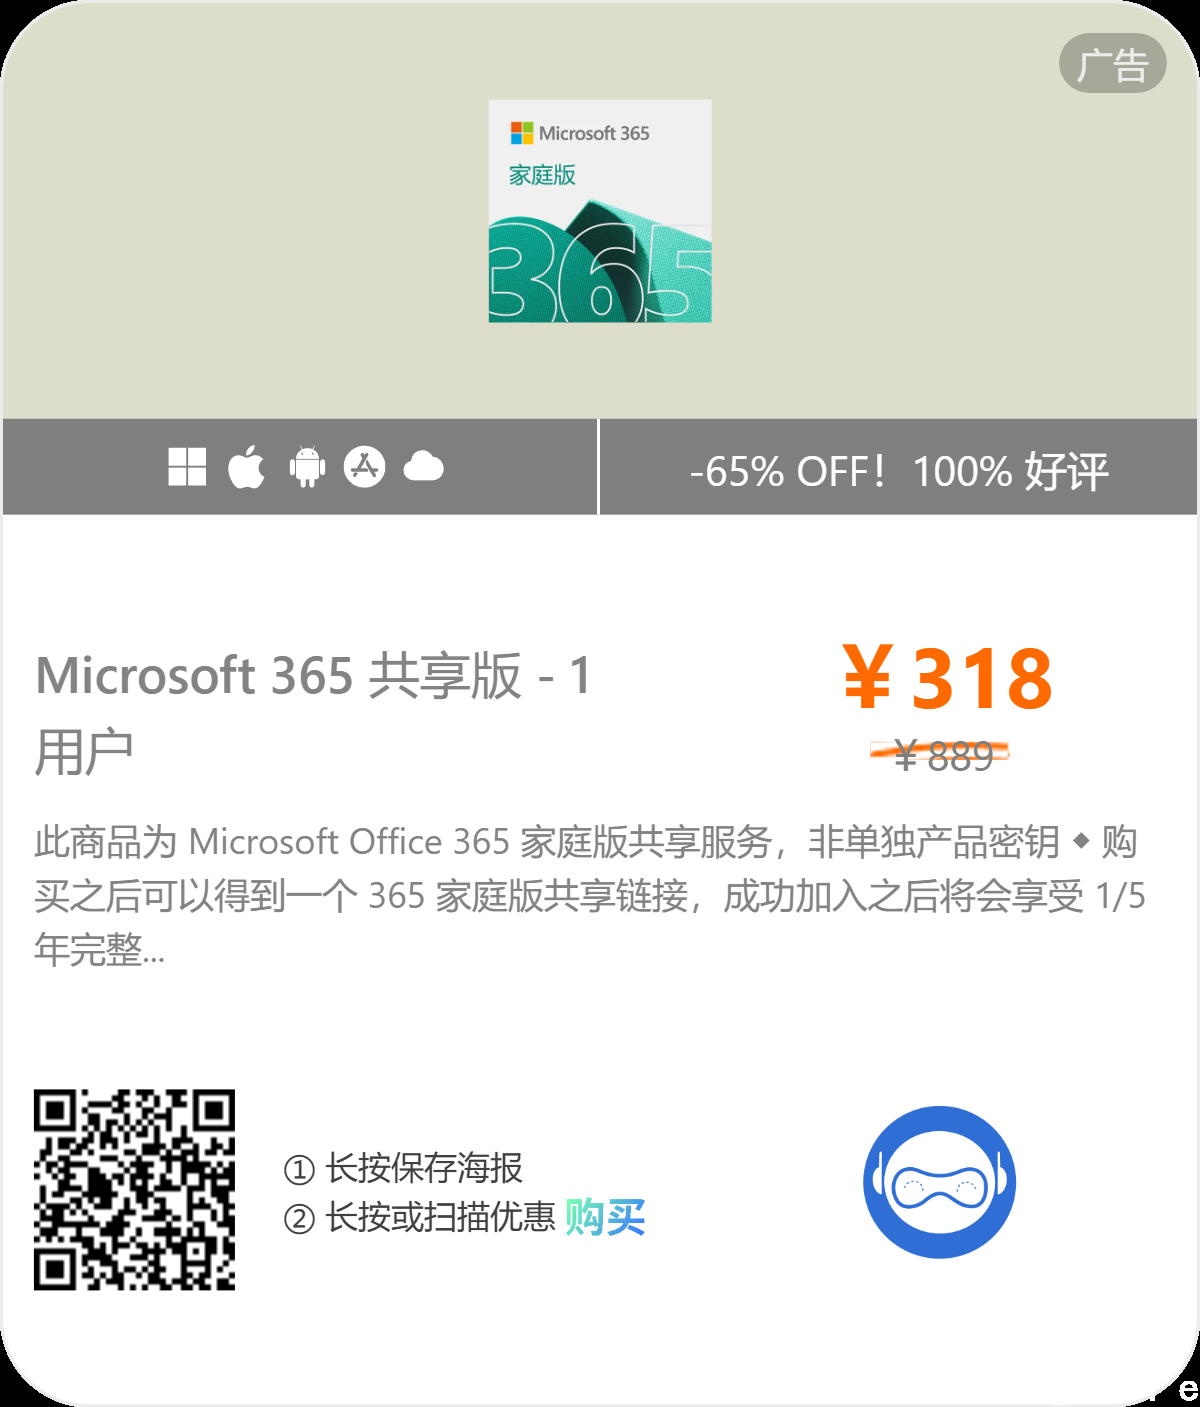 广告
Microsoft 365
家庭版
365
-65% OFF！100% 好评
Microsoft 365 共享版 - 1
用户
￥318
￥889
此商品为 Microsoft Office 365 家庭版共享服务，非单独产品密钥 ◆ 购
买之后可以得到一个 365 家庭版共享链接，成功加入之后将会享受 1/5
年完整...
① 长按保存海报
② 长按或扫描优惠 购买